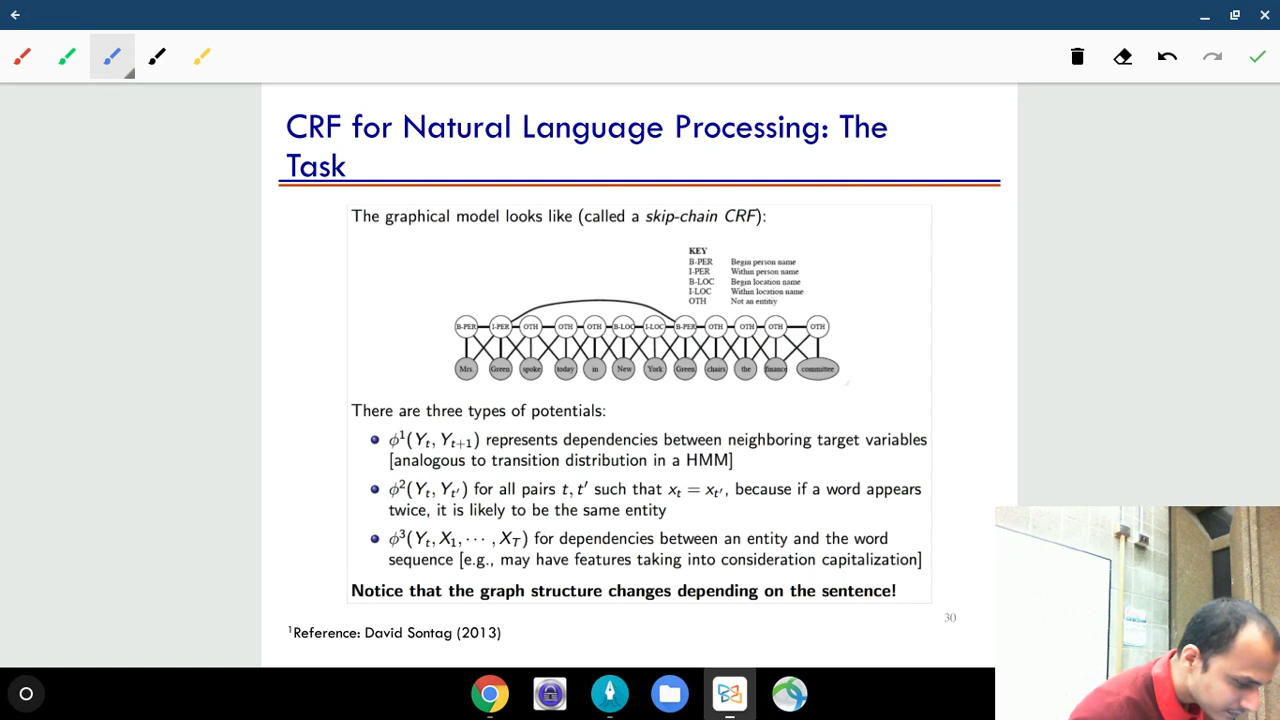 CRF for Natural Language Processing: The
Task
The graphical model looks like (called a skip-chain CRF):
KEY
B-PER Begin person name
I-PER Within person name
B-LOC Begin location name
I-LOC Within location name
OTH Not an entitiy
B-PER I-PER OTH OTH OTH B-LOC I-LOC B-PER OTH OTH OTH OTH
Mrs. Green spoke today in New York Green chairs the finance committee
There are three types of potentials:
ϕ¹(Yₜ, Yₜ₊₁) represents dependencies between neighboring target variables
[analogous to transition distribution in a HMM]
ϕ²(Yₜ, Yₜ′) for all pairs t, t′ such that xₜ = xₜ′, because if a word appears
twice, it is likely to be the same entity
ϕ³(Yₜ, X₁, ⋯ , X_T) for dependencies between an entity and the word
sequence [e.g., may have features taking into consideration capitalization]
Notice that the graph structure changes depending on the sentence!
30
¹Reference: David Sontag (2013)